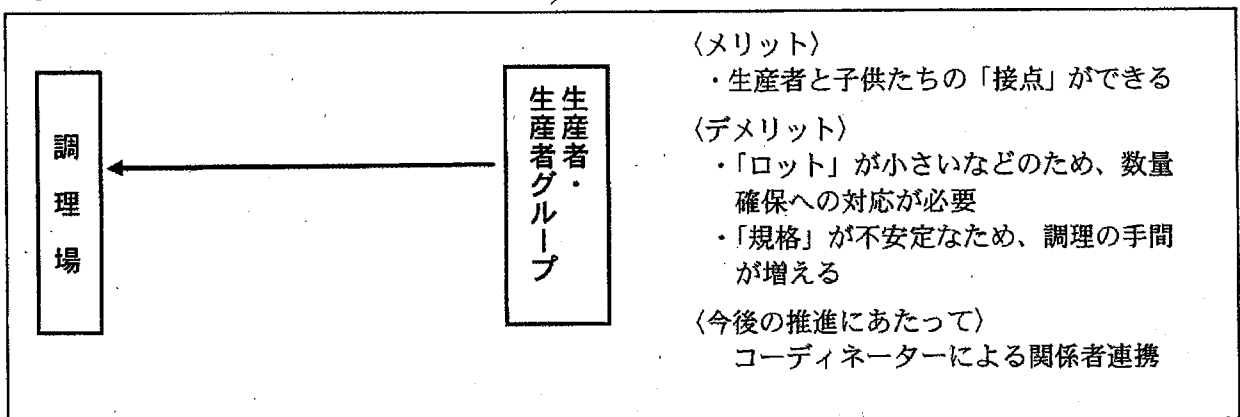 調理場
生産者・
生産者グループ
〈メリット〉
・生産者と子供たちの「接点」ができる
〈デメリット〉
・「ロット」が小さいなどのため、数量
確保への対応が必要
・「規格」が不安定なため、調理の手間
が増える
〈今後の推進にあたって〉
コーディネーターによる関係者連携